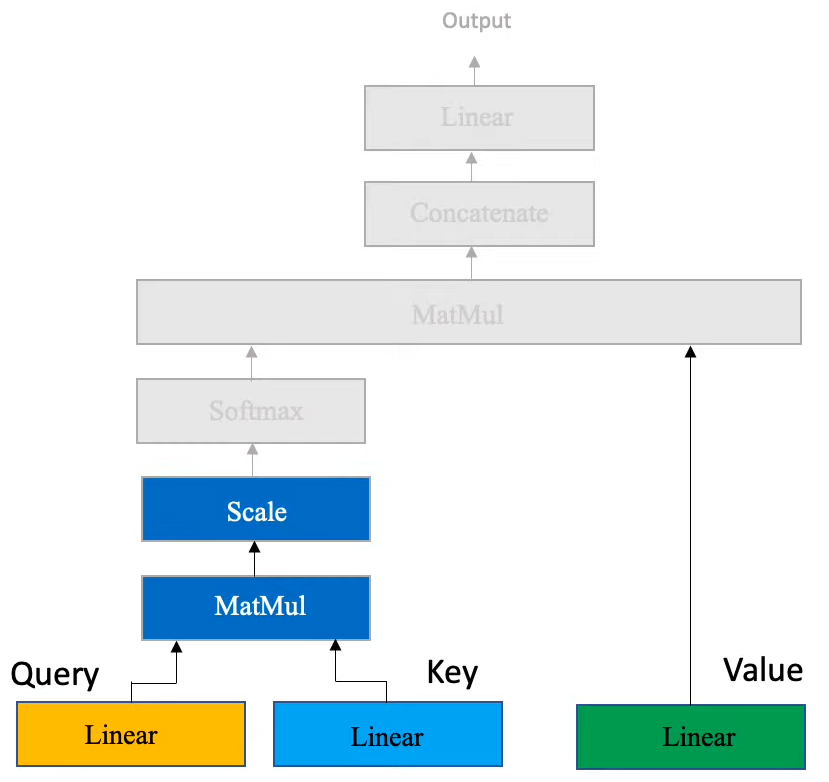 Output
Linear
Concatenate
MatMul
Softmax
Scale
MatMul
Query
Key
Value
Linear
Linear
Linear